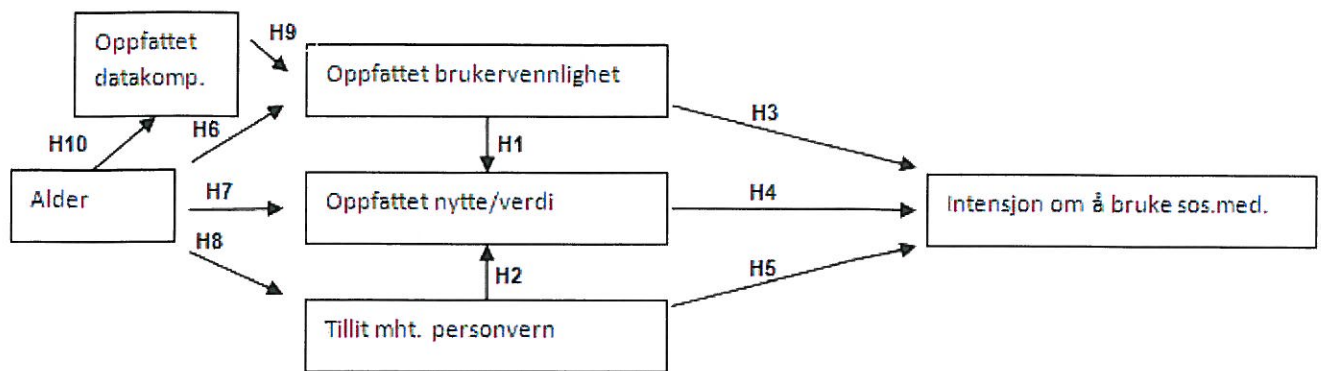 Oppfattet
datakomp.
H9
Oppfattet brukervennlighet
H3
H10
H6
H1
Alder
H7
Oppfattet nytte/verdi
H4
Intensjon om å bruke sos.med.
H8
H2
H5
Tillit mht. personvern